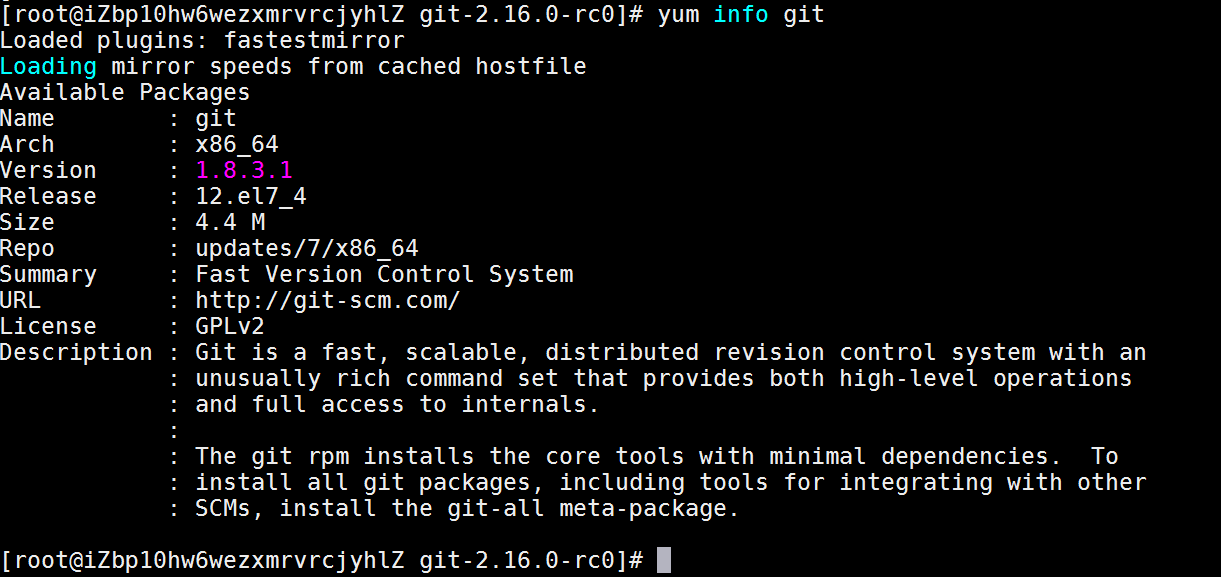 [root@iZbp10hw6wezxmrvrcjyhlZ git-2.16.0-rc0]# yum info git
Loaded plugins: fastestmirror
Loading mirror speeds from cached hostfile
Available Packages
Name        : git
Arch        : x86_64
Version     : 1.8.3.1
Release     : 12.el7_4
Size        : 4.4 M
Repo        : updates/7/x86_64
Summary     : Fast Version Control System
URL         : http://git-scm.com/
License     : GPLv2
Description : Git is a fast, scalable, distributed revision control system with an
            : unusually rich command set that provides both high-level operations
            : and full access to internals.
            :
            : The git rpm installs the core tools with minimal dependencies.  To
            : install all git packages, including tools for integrating with other
            : SCMs, install the git-all meta-package.
[root@iZbp10hw6wezxmrvrcjyhlZ git-2.16.0-rc0]#